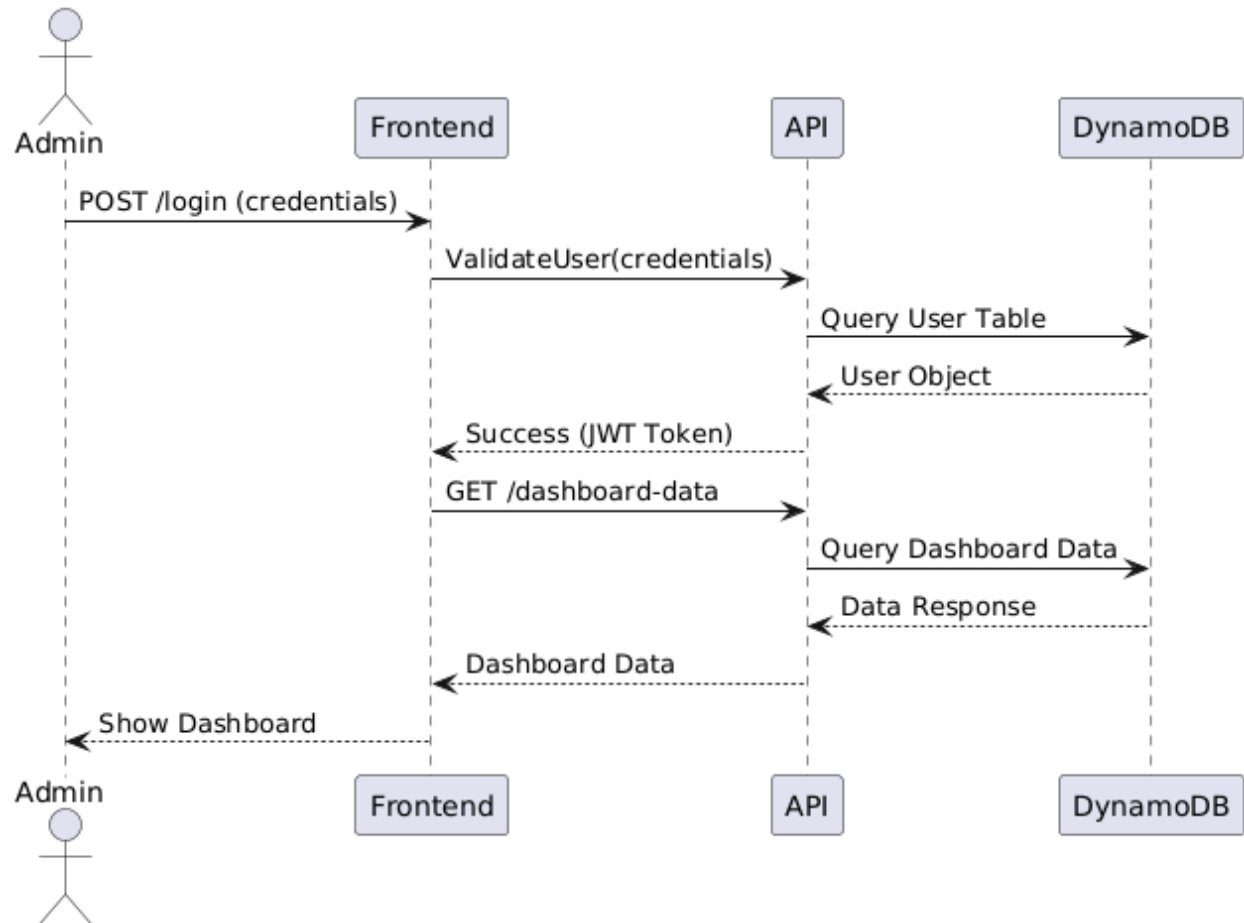 Admin
Frontend
API
DynamoDB
POST /login (credentials)
ValidateUser(credentials)
Query User Table
User Object
Success (JWT Token)
GET /dashboard-data
Query Dashboard Data
Data Response
Dashboard Data
Show Dashboard
Admin
Frontend
API
DynamoDB